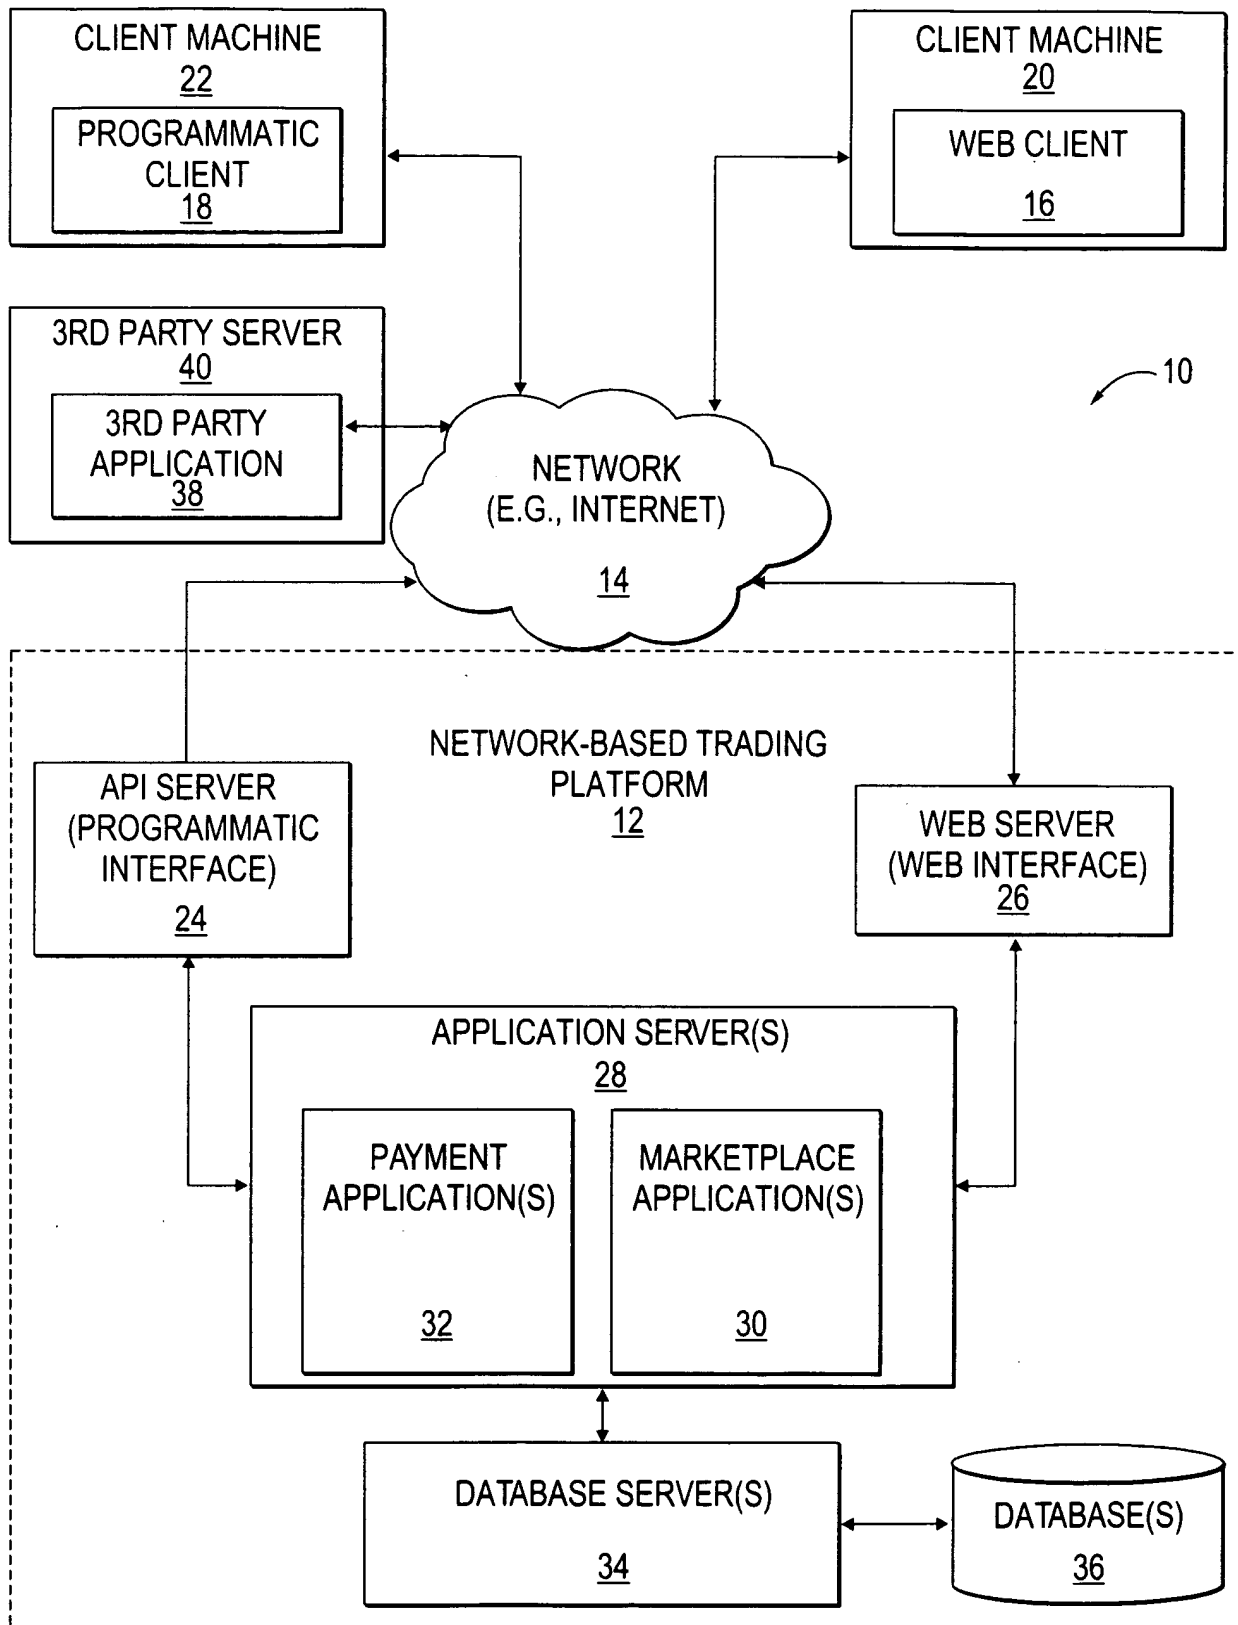 CLIENT MACHINE
22
PROGRAMMATIC
CLIENT
18
CLIENT MACHINE
20
WEB CLIENT
16
3RD PARTY SERVER
40
3RD PARTY
APPLICATION
38
10
NETWORK
(E.G., INTERNET)
14
NETWORK-BASED TRADING
PLATFORM
12
API SERVER
(PROGRAMMATIC
INTERFACE)
24
WEB SERVER
(WEB INTERFACE)
26
APPLICATION SERVER(S)
28
PAYMENT
APPLICATION(S)
32
MARKETPLACE
APPLICATION(S)
30
DATABASE SERVER(S)
34
DATABASE(S)
36